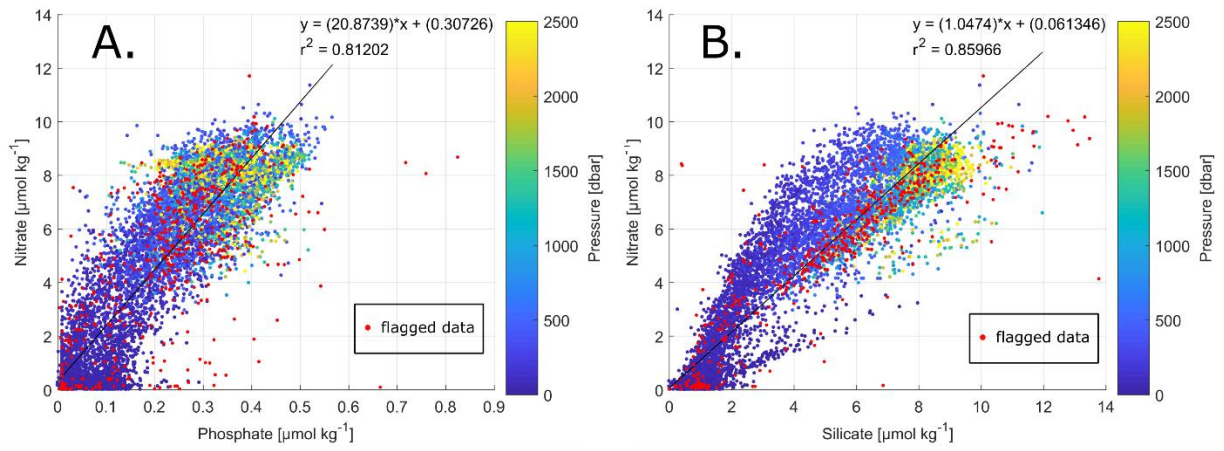 A.
y = (20.8739)*x + (0.30726)
r² = 0.81202
14
12
10
8
6
4
2
0
Nitrate [μmol kg⁻¹]
0 0.1 0.2 0.3 0.4 0.5 0.6 0.7 0.8 0.9
Phosphate [μmol kg⁻¹]
flagged data
2500
2000
1500
1000
500
0
Pressure [dbar]
B.
y = (1.0474)*x + (0.061346)
r² = 0.85966
14
12
10
8
6
4
2
0
Nitrate [μmol kg⁻¹]
0 2 4 6 8 10 12 14
Silicate [μmol kg⁻¹]
flagged data
2500
2000
1500
1000
500
0
Pressure [dbar]